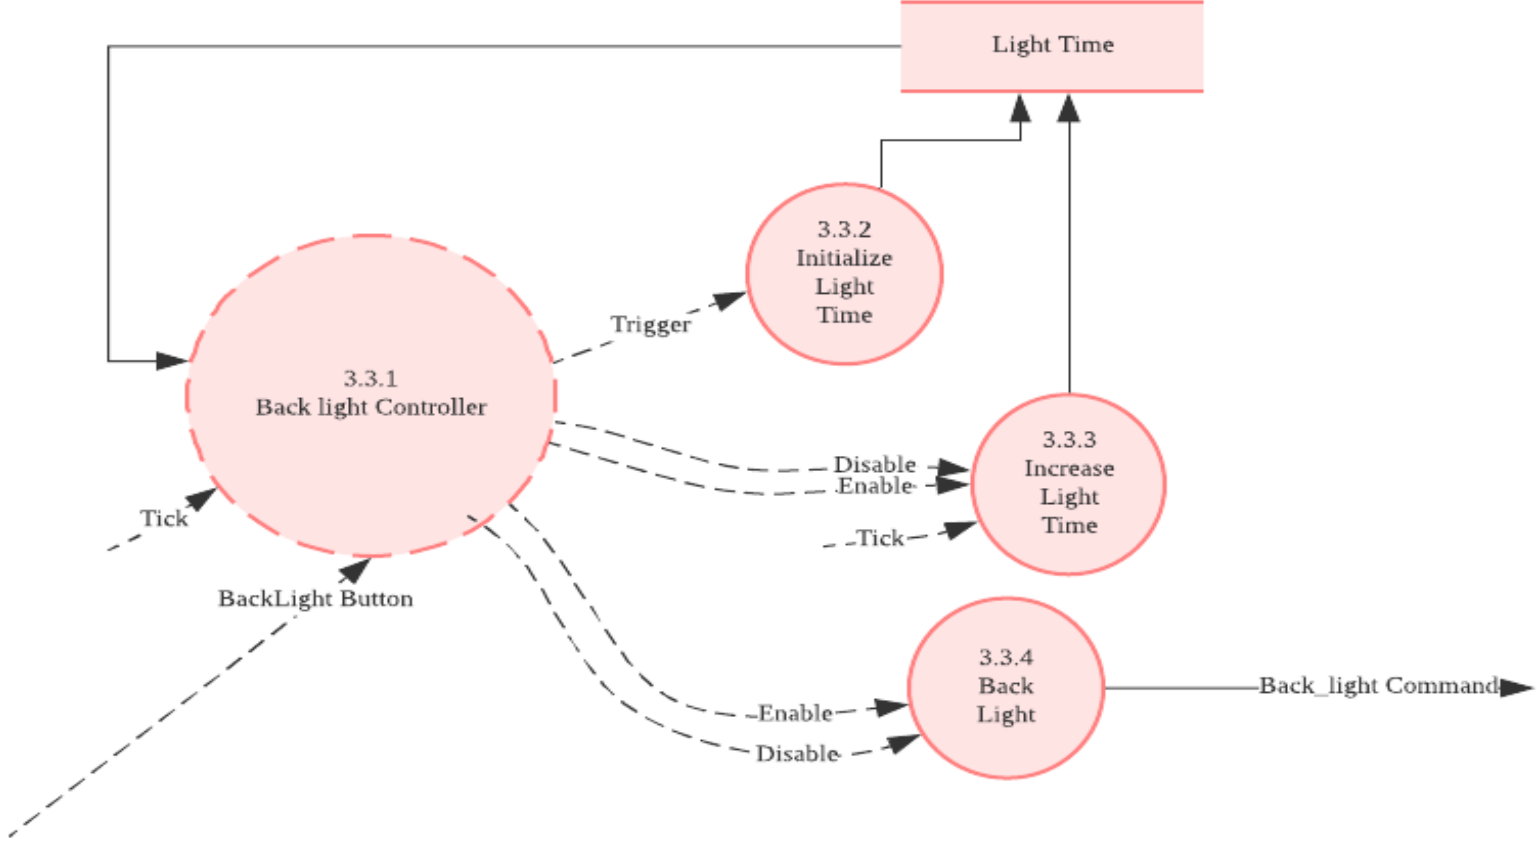 Light Time
3.3.2
Initialize
Light
Time
Trigger
3.3.1
Back light Controller
3.3.3
Increase
Light
Time
Disable
Enable
Tick
Tick
BackLight Button
3.3.4
Back
Light
Back_light Command
Enable
Disable